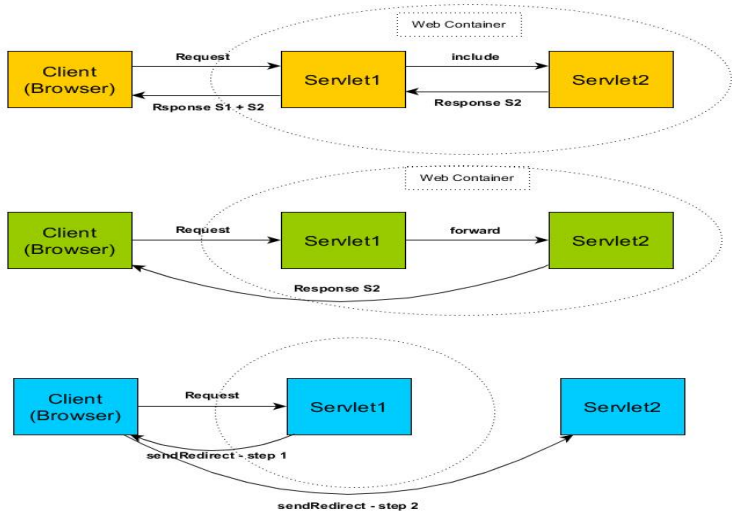 Web Container
Client
(Browser)
Request
Servlet1
include
Servlet2
Rsponse S1 + S2
Response S2
Web Container
Client
(Browser)
Request
Servlet1
forward
Servlet2
Response S2
Client
(Browser)
Request
Servlet1
Servlet2
sendRedirect - step 1
sendRedirect - step 2